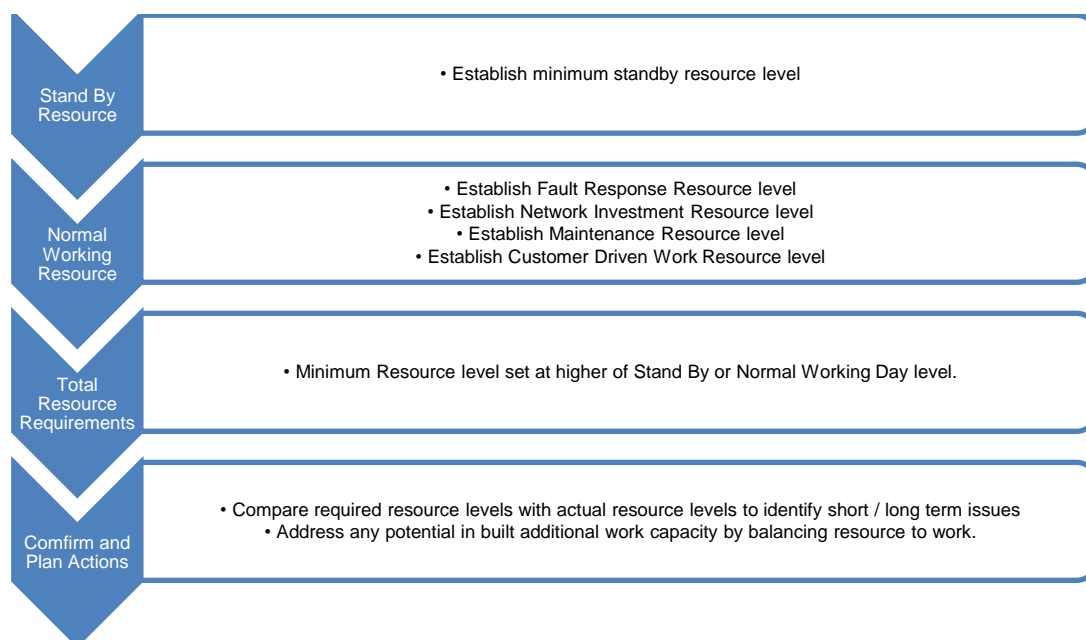 Stand By
Resource
• Establish minimum standby resource level
Normal
Working
Resource
• Establish Fault Response Resource level
• Establish Network Investment Resource level
• Establish Maintenance Resource level
• Establish Customer Driven Work Resource level
Total
Resource
Requirements
• Minimum Resource level set at higher of Stand By or Normal Working Day level.
Comfirm and
Plan Actions
• Compare required resource levels with actual resource levels to identify short / long term issues
• Address any potential in built additional work capacity by balancing resource to work.